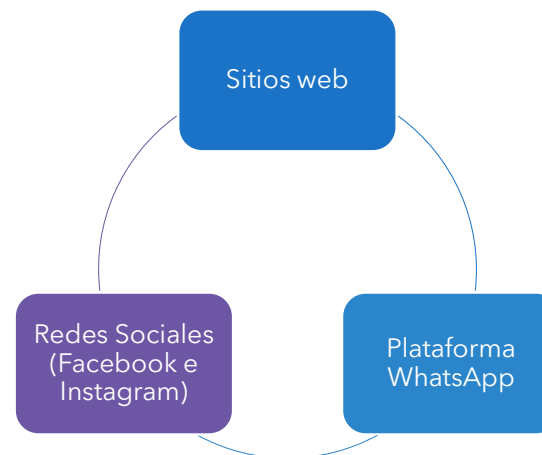 Sitios web
Redes Sociales
(Facebook e
Instagram)
Plataforma
WhatsApp